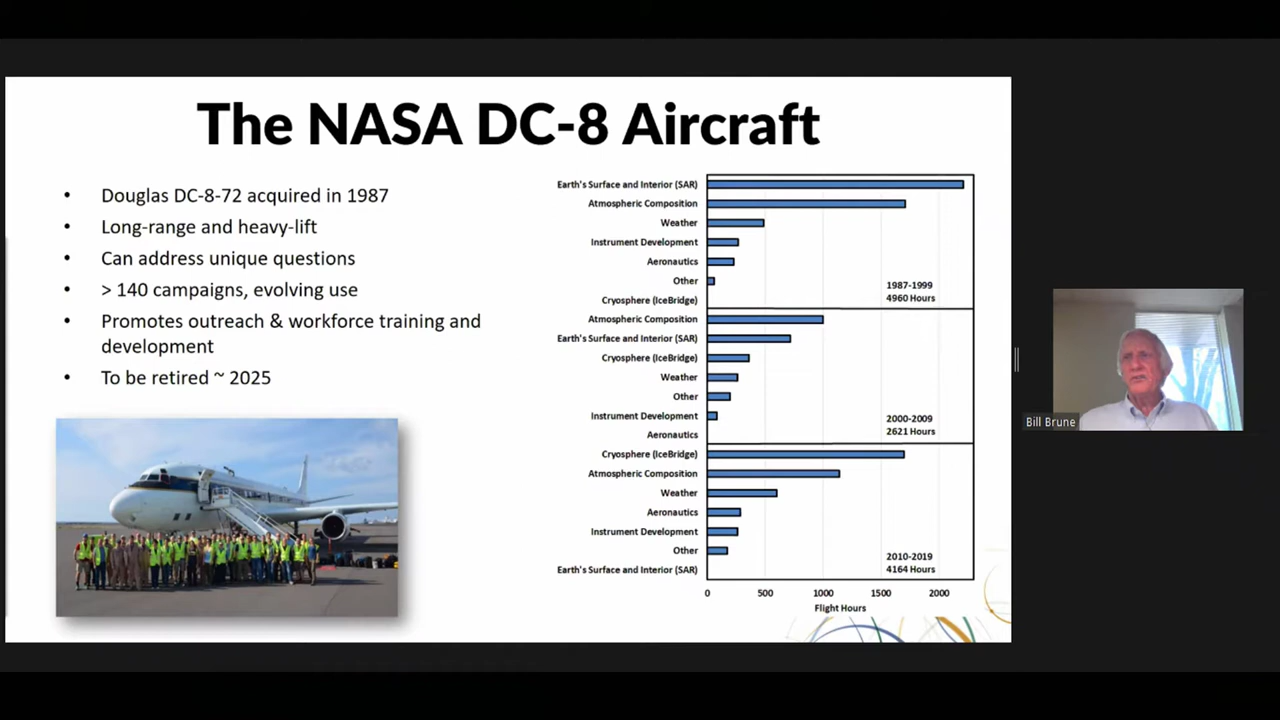 The NASA DC-8 Aircraft
• Douglas DC-8-72 acquired in 1987
• Long-range and heavy-lift
• Can address unique questions
• > 140 campaigns, evolving use
• Promotes outreach & workforce training and
development
• To be retired ~ 2025
Earth's Surface and Interior (SAR)
Atmospheric Composition
Weather
Instrument Development
Aeronautics
Other
Cryosphere (IceBridge)
1987-1999
4960 Hours
Atmospheric Composition
Earth's Surface and Interior (SAR)
Cryosphere (IceBridge)
Weather
Other
Instrument Development
Aeronautics
2000-2009
2621 Hours
Cryosphere (IceBridge)
Atmospheric Composition
Weather
Aeronautics
Instrument Development
Other
Earth's Surface and Interior (SAR)
2010-2019
4164 Hours
0 500 1000 1500 2000
Flight Hours
Bill Brune